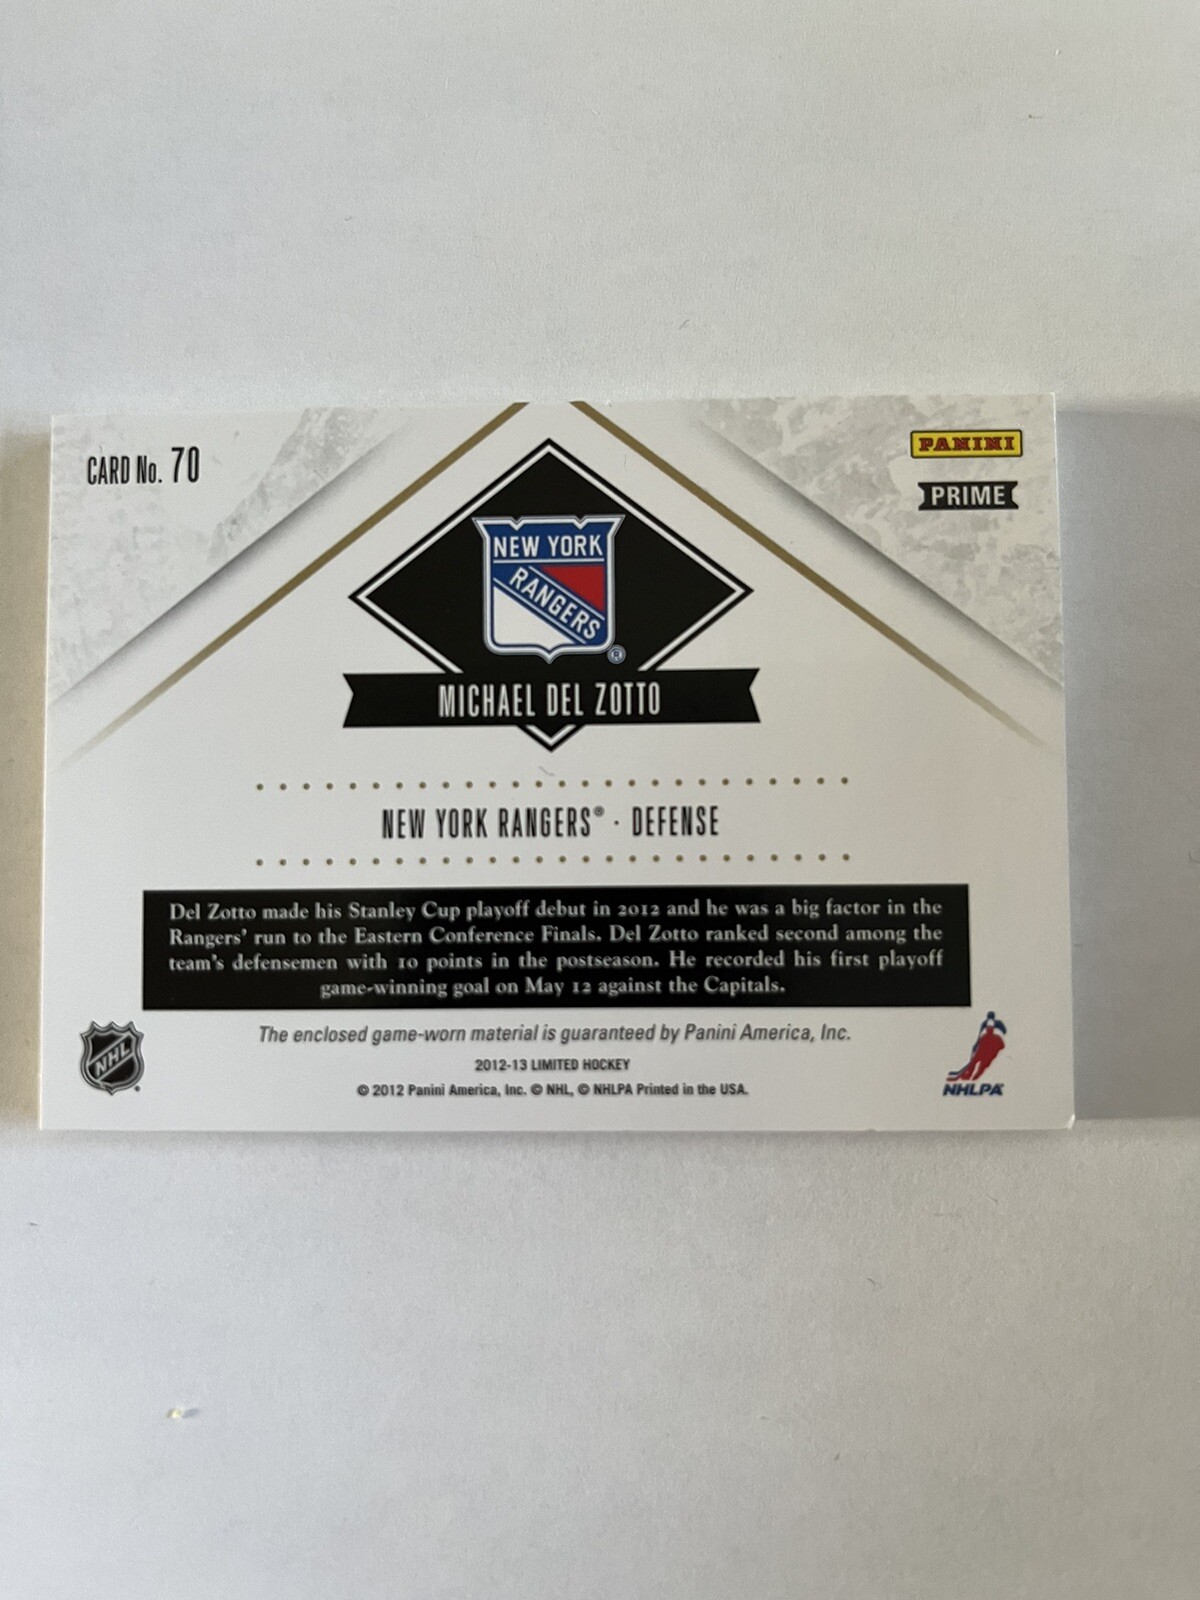 CARD No. 70
PANINI
PRIME
NEW YORK
RANGERS
®
MICHAEL DEL ZOTTO
NEW YORK RANGERS® · DEFENSE
Del Zotto made his Stanley Cup playoff debut in 2012 and he was a big factor in the
Rangers' run to the Eastern Conference Finals. Del Zotto ranked second among the
team's defensemen with 10 points in the postseason. He recorded his first playoff
game-winning goal on May 12 against the Capitals.
The enclosed game-worn material is guaranteed by Panini America, Inc.
2012-13 LIMITED HOCKEY
© 2012 Panini America, Inc. © NHL, © NHLPA Printed in the USA.
NHL
NHLPA